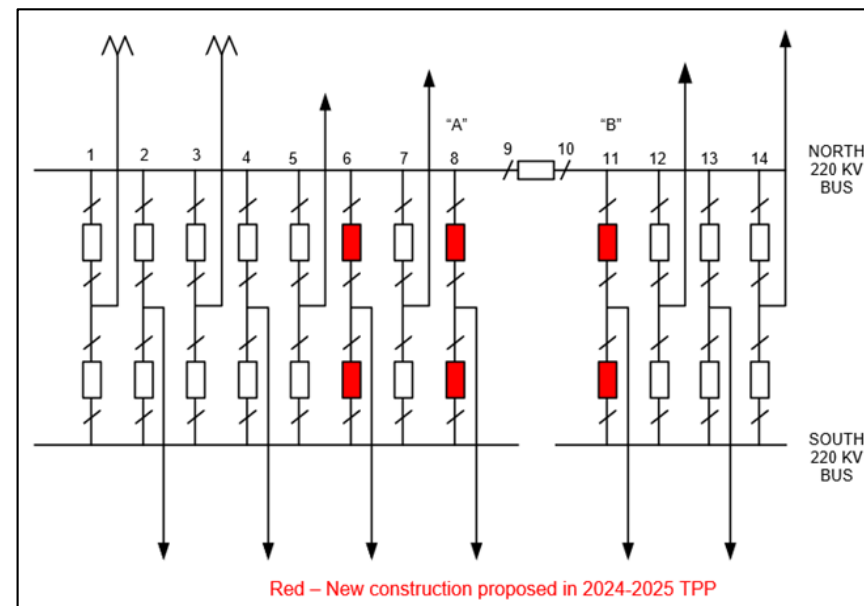 "A"
"B"
1 2 3 4 5 6 7 8 9 10 11 12 13 14
NORTH
220 KV
BUS
SOUTH
220 KV
BUS
Red – New construction proposed in 2024-2025 TPP